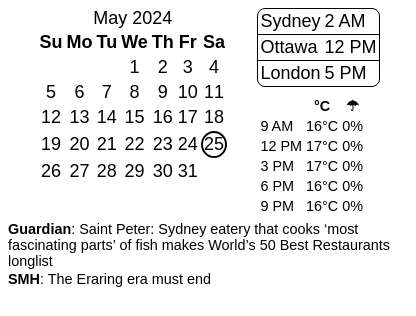 May 2024
Su Mo Tu We Th Fr Sa
1 2 3 4
5 6 7 8 9 10 11
12 13 14 15 16 17 18
19 20 21 22 23 24 25
26 27 28 29 30 31
Sydney 2 AM
Ottawa 12 PM
London 5 PM
°C ☂
9 AM 16°C 0%
12 PM 17°C 0%
3 PM 17°C 0%
6 PM 16°C 0%
9 PM 16°C 0%
Guardian: Saint Peter: Sydney eatery that cooks ‘most
fascinating parts’ of fish makes World’s 50 Best Restaurants
longlist
SMH: The Eraring era must end